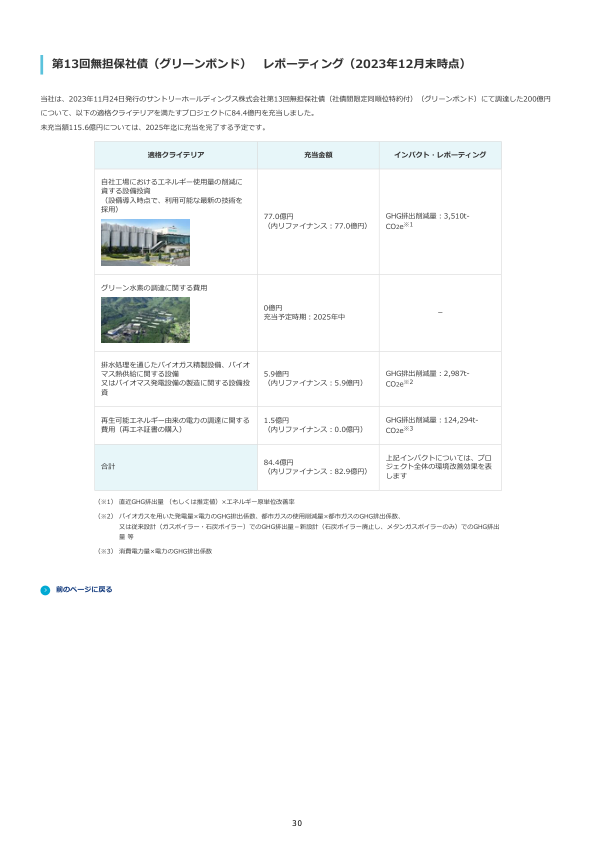 第13回無担保社債（グリーンボンド）　レポーティング（2023年12月末時点）
当社は、2023年11月24日発行のサントリーホールディングス株式会社第13回無担保社債（社債間限定同順位特約付）（グリーンボンド）にて調達した200億円
について、以下の適格クライテリアを満たすプロジェクトに84.4億円を充当しました。
未充当額115.6億円については、2025年迄に充当を完了する予定です。
適格クライテリア
充当金額
インパクト・レポーティング
自社工場におけるエネルギー使用量の削減に
資する設備投資
（設備導入時点で、利用可能な最新の技術を
採用）
77.0億円
（内リファイナンス：77.0億円）
GHG排出削減量：3,510t-
CO2e※1
グリーン水素の調達に関する費用
0億円
充当予定時期：2025年中
–
排水処理を通じたバイオガス精製設備、バイオ
マス熱供給に関する設備
又はバイオマス発電設備の製造に関する設備投
資
5.9億円
（内リファイナンス：5.9億円）
GHG排出削減量：2,987t-
CO2e※2
再生可能エネルギー由来の電力の調達に関する
費用（再エネ証書の購入）
1.5億円
（内リファイナンス：0.0億円）
GHG排出削減量：124,294t-
CO2e※3
合計
84.4億円
（内リファイナンス：82.9億円）
上記インパクトについては、プロ
ジェクト全体の環境改善効果を表
します
（※1） 直近GHG排出量 （もしくは推定値）×エネルギー原単位改善率
（※2） バイオガスを用いた発電量×電力のGHG排出係数、都市ガスの使用削減量×都市ガスのGHG排出係数、
又は従来設計（ガスボイラー・石炭ボイラー）でのGHG排出量－新設計（石炭ボイラー廃止し、メタンガスボイラーのみ）でのGHG排出
量 等
（※3） 消費電力量×電力のGHG排出係数
前のページに戻る
30